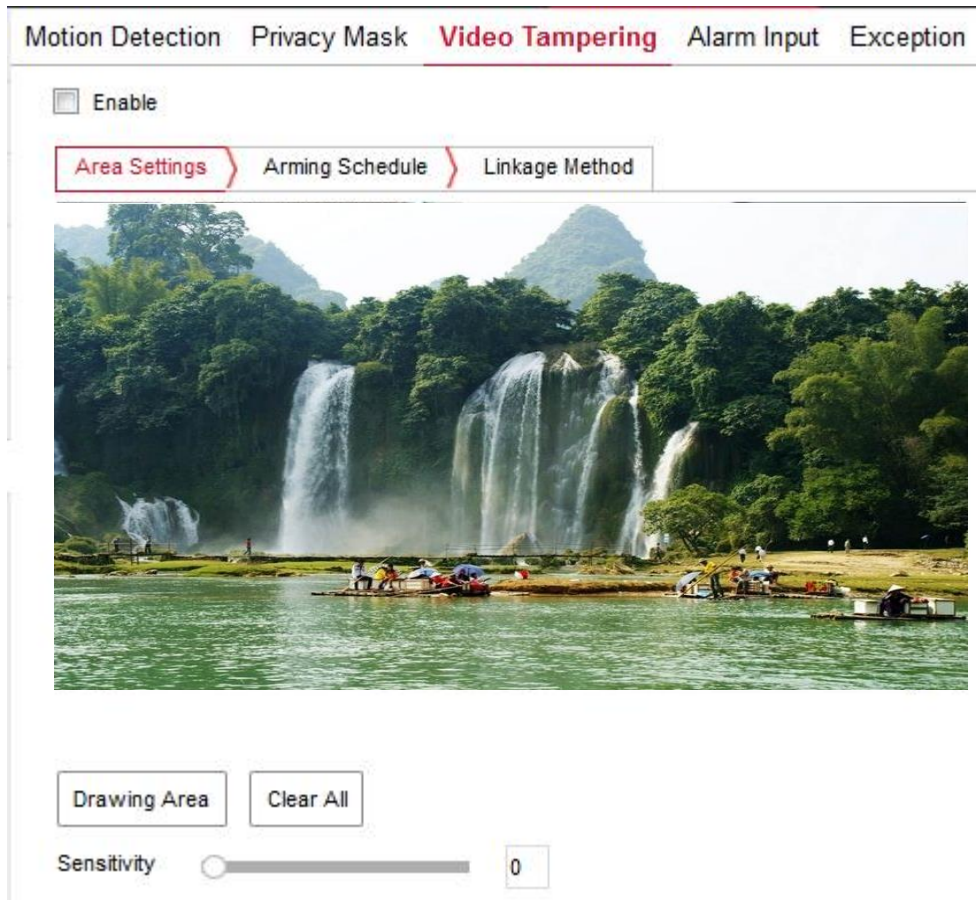 Motion Detection Privacy Mask Video Tampering Alarm Input Exception
Enable
Area Settings Arming Schedule Linkage Method
Drawing Area Clear All
Sensitivity 0